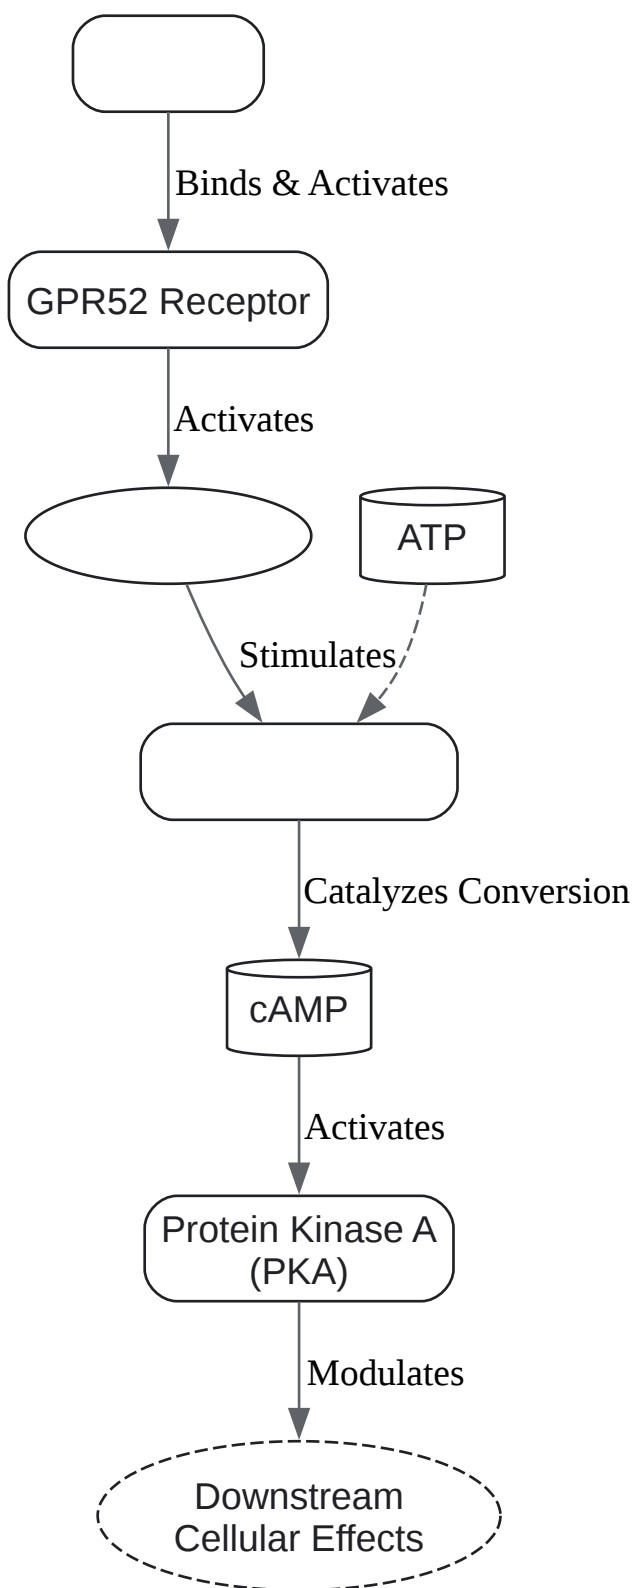 Binds & Activates
GPR52 Receptor
Activates
ATP
Stimulates
Catalyzes Conversion
cAMP
Activates
Protein Kinase A
(PKA)
Modulates
Downstream
Cellular Effects